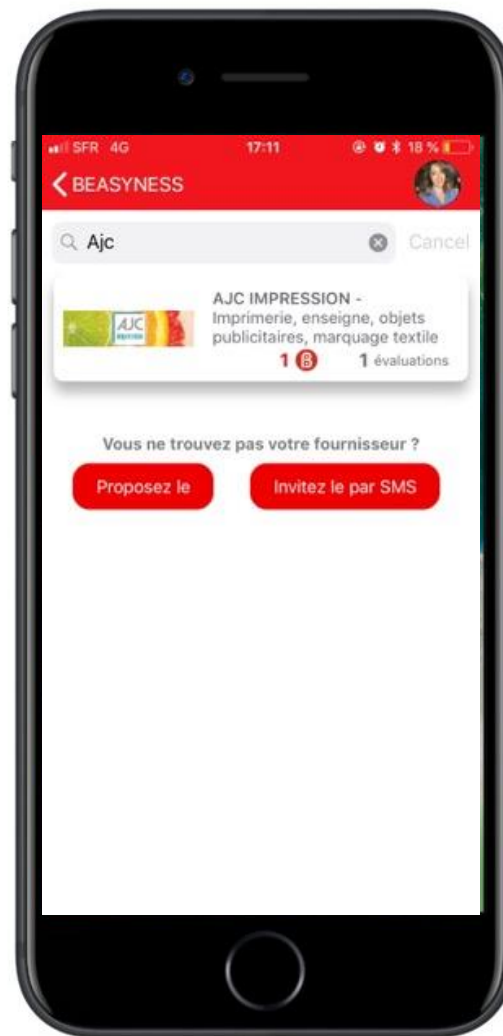 SFR 4G 17:11 18 %
BEASYNESS
Ajc Cancel
AJC
AJC IMPRESSION -
Imprimerie, enseigne, objets
publicitaires, marquage textile
1 1 évaluations
Vous ne trouvez pas votre fournisseur ?
Proposez le Invitez le par SMS